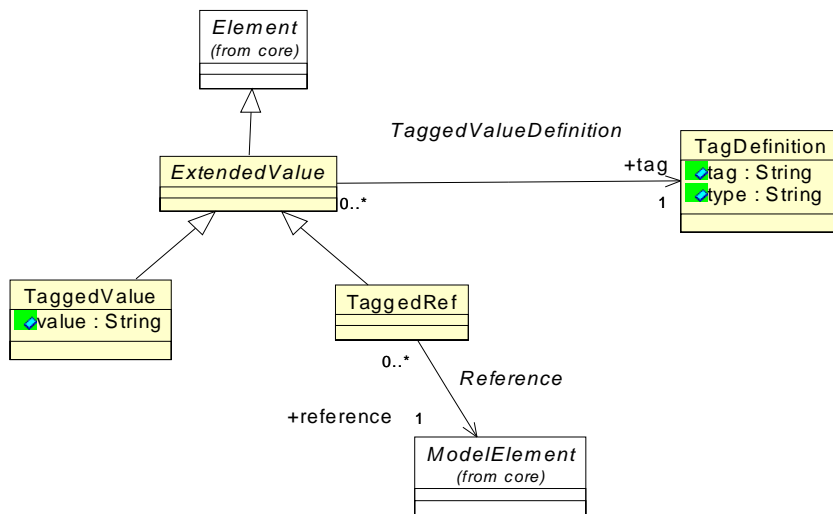 Element
(from core)
TaggedValueDefinition
ExtendedValue
0..*
+tag
1
TagDefinition
tag : String
type : String
TaggedValue
value : String
TaggedRef
0..*
Reference
+reference
1
ModelElement
(from core)